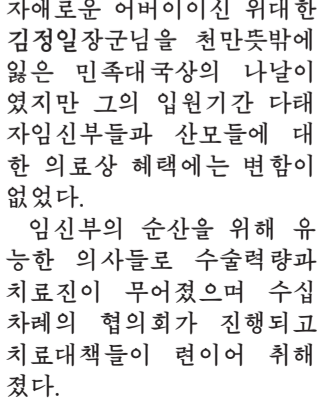 자애로운 어버이이신 위대한
김정일장군님을 천만뜻밖에
잃은 민족대국상의 나날이
였지만 그의 입원기간 다태
자임신부들과 산모들에 대
한 의료상 혜택에는 변함이
없었다.
임신부의 순산을 위해 유
능한 의사들로 수술력량과
치료진이 무어졌으며 수십
차례의 협의회가 진행되고
치료대책들이 련이어 취해
졌다.